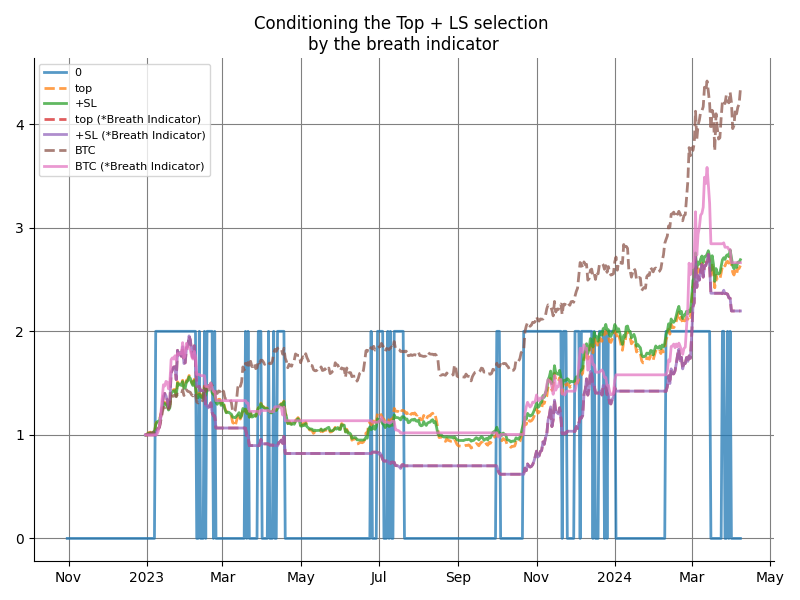 Conditioning the Top + LS selection
by the breath indicator
0
top
+SL
top (*Breath Indicator)
+SL (*Breath Indicator)
BTC
BTC (*Breath Indicator)
4
3
2
1
0
Nov 2023 Mar May Jul Sep Nov 2024 Mar May